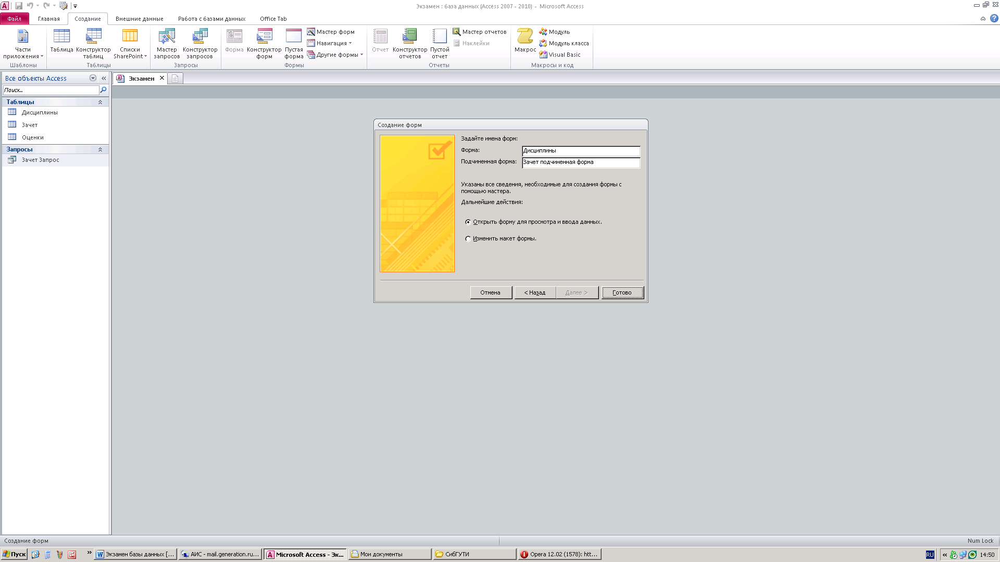 Экзамен : база данных (Access 2007 - 2010) - Microsoft Access
Файл
Главная
Создание
Внешние данные
Работа с базами данных
Office Tab
Части приложения
Таблица
Конструктор таблиц
Списки SharePoint
Мастер запросов
Конструктор запросов
Форма
Конструктор форм
Пустая форма
Мастер форм
Навигация
Другие формы
Отчет
Конструктор отчетов
Пустой отчет
Мастер отчетов
Наклейки
Макрос
Модуль
Модуль класса
Visual Basic
Шаблоны
Таблицы
Запросы
Формы
Отчеты
Макросы и код
Все объекты Access
«
Экзамен
Поиск...
Таблицы
Дисциплины
Зачет
Оценки
Запросы
Зачет Запрос
Создание форм
Задайте имена форм:
Форма:
Дисциплины
Подчиненная форма:
Зачет подчиненная форма
Указаны все сведения, необходимые для создания формы с
помощью мастера.
Дальнейшие действия:
Открыть форму для просмотра и ввода данных.
Изменить макет формы.
Отмена
< Назад
Далее >
Готово
Создание форм
Num Lock
Пуск
»
Экзамен базы данных [...
АИС - mail.generation.ru...
Microsoft Access - Эк...
Мои документы
СибГУТИ
Opera 12.02 (1578): htt...
RU
«
14:50